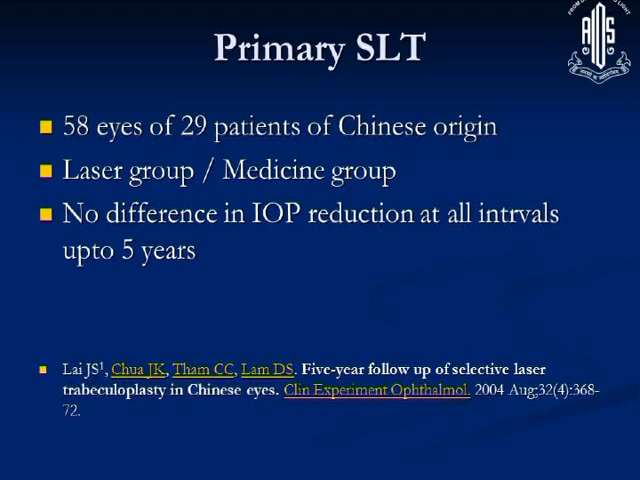 Primary SLT
58 eyes of 29 patients of Chinese origin
Laser group / Medicine group
No difference in IOP reduction at all intrvals
upto 5 years
Lai JS¹, Chua JK, Tham CC, Lam DS. Five-year follow up of selective laser
trabeculoplasty in Chinese eyes. Clin Experiment Ophthalmol. 2004 Aug;32(4):368-
72.